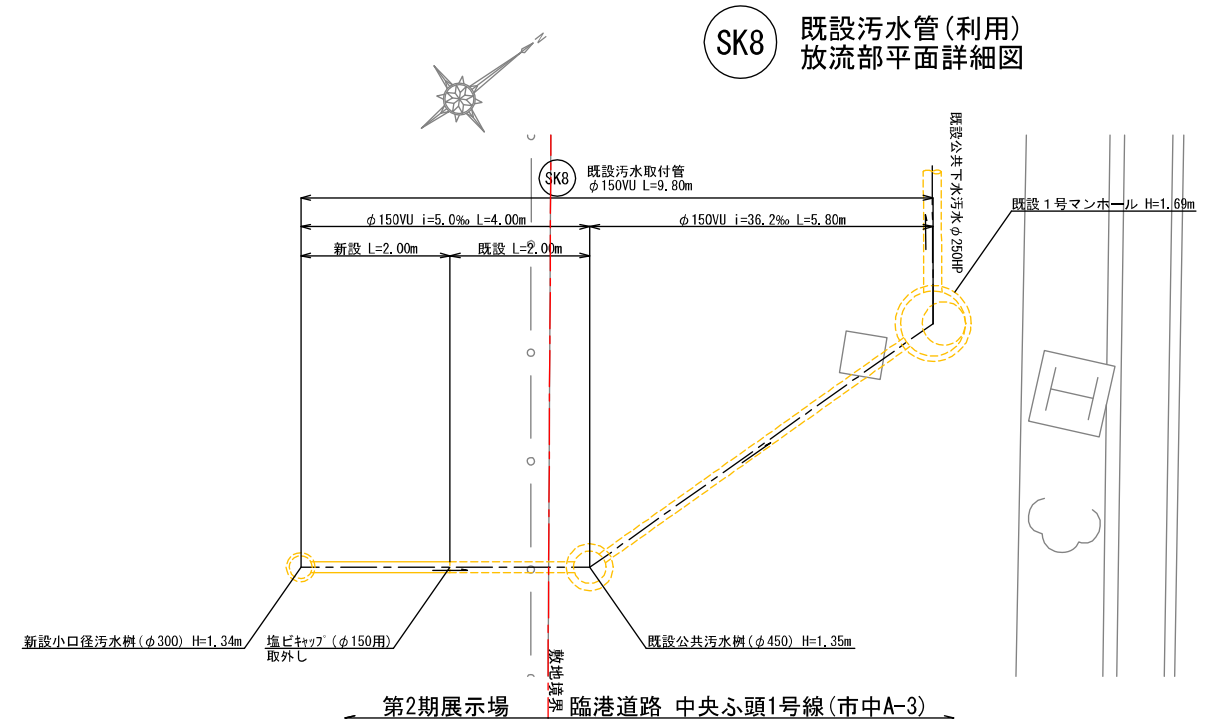 SK8
既設汚水管(利用)
放流部平面詳細図
N
SK8
既設汚水取付管
φ150VU L=9.80m
既設公共下水汚水φ250HP
既設1号マンホール H=1.69m
φ150VU i=5.0‰ L=4.00m
φ150VU i=36.2‰ L=5.80m
新設 L=2.00m
既設 L=2.00m
H
新設小口径汚水桝(φ300) H=1.34m
塩ビキャップ(φ150用)
取外し
既設公共汚水桝(φ450) H=1.35m
敷地境界
第2期展示場
臨港道路 中央ふ頭1号線(市中A-3)